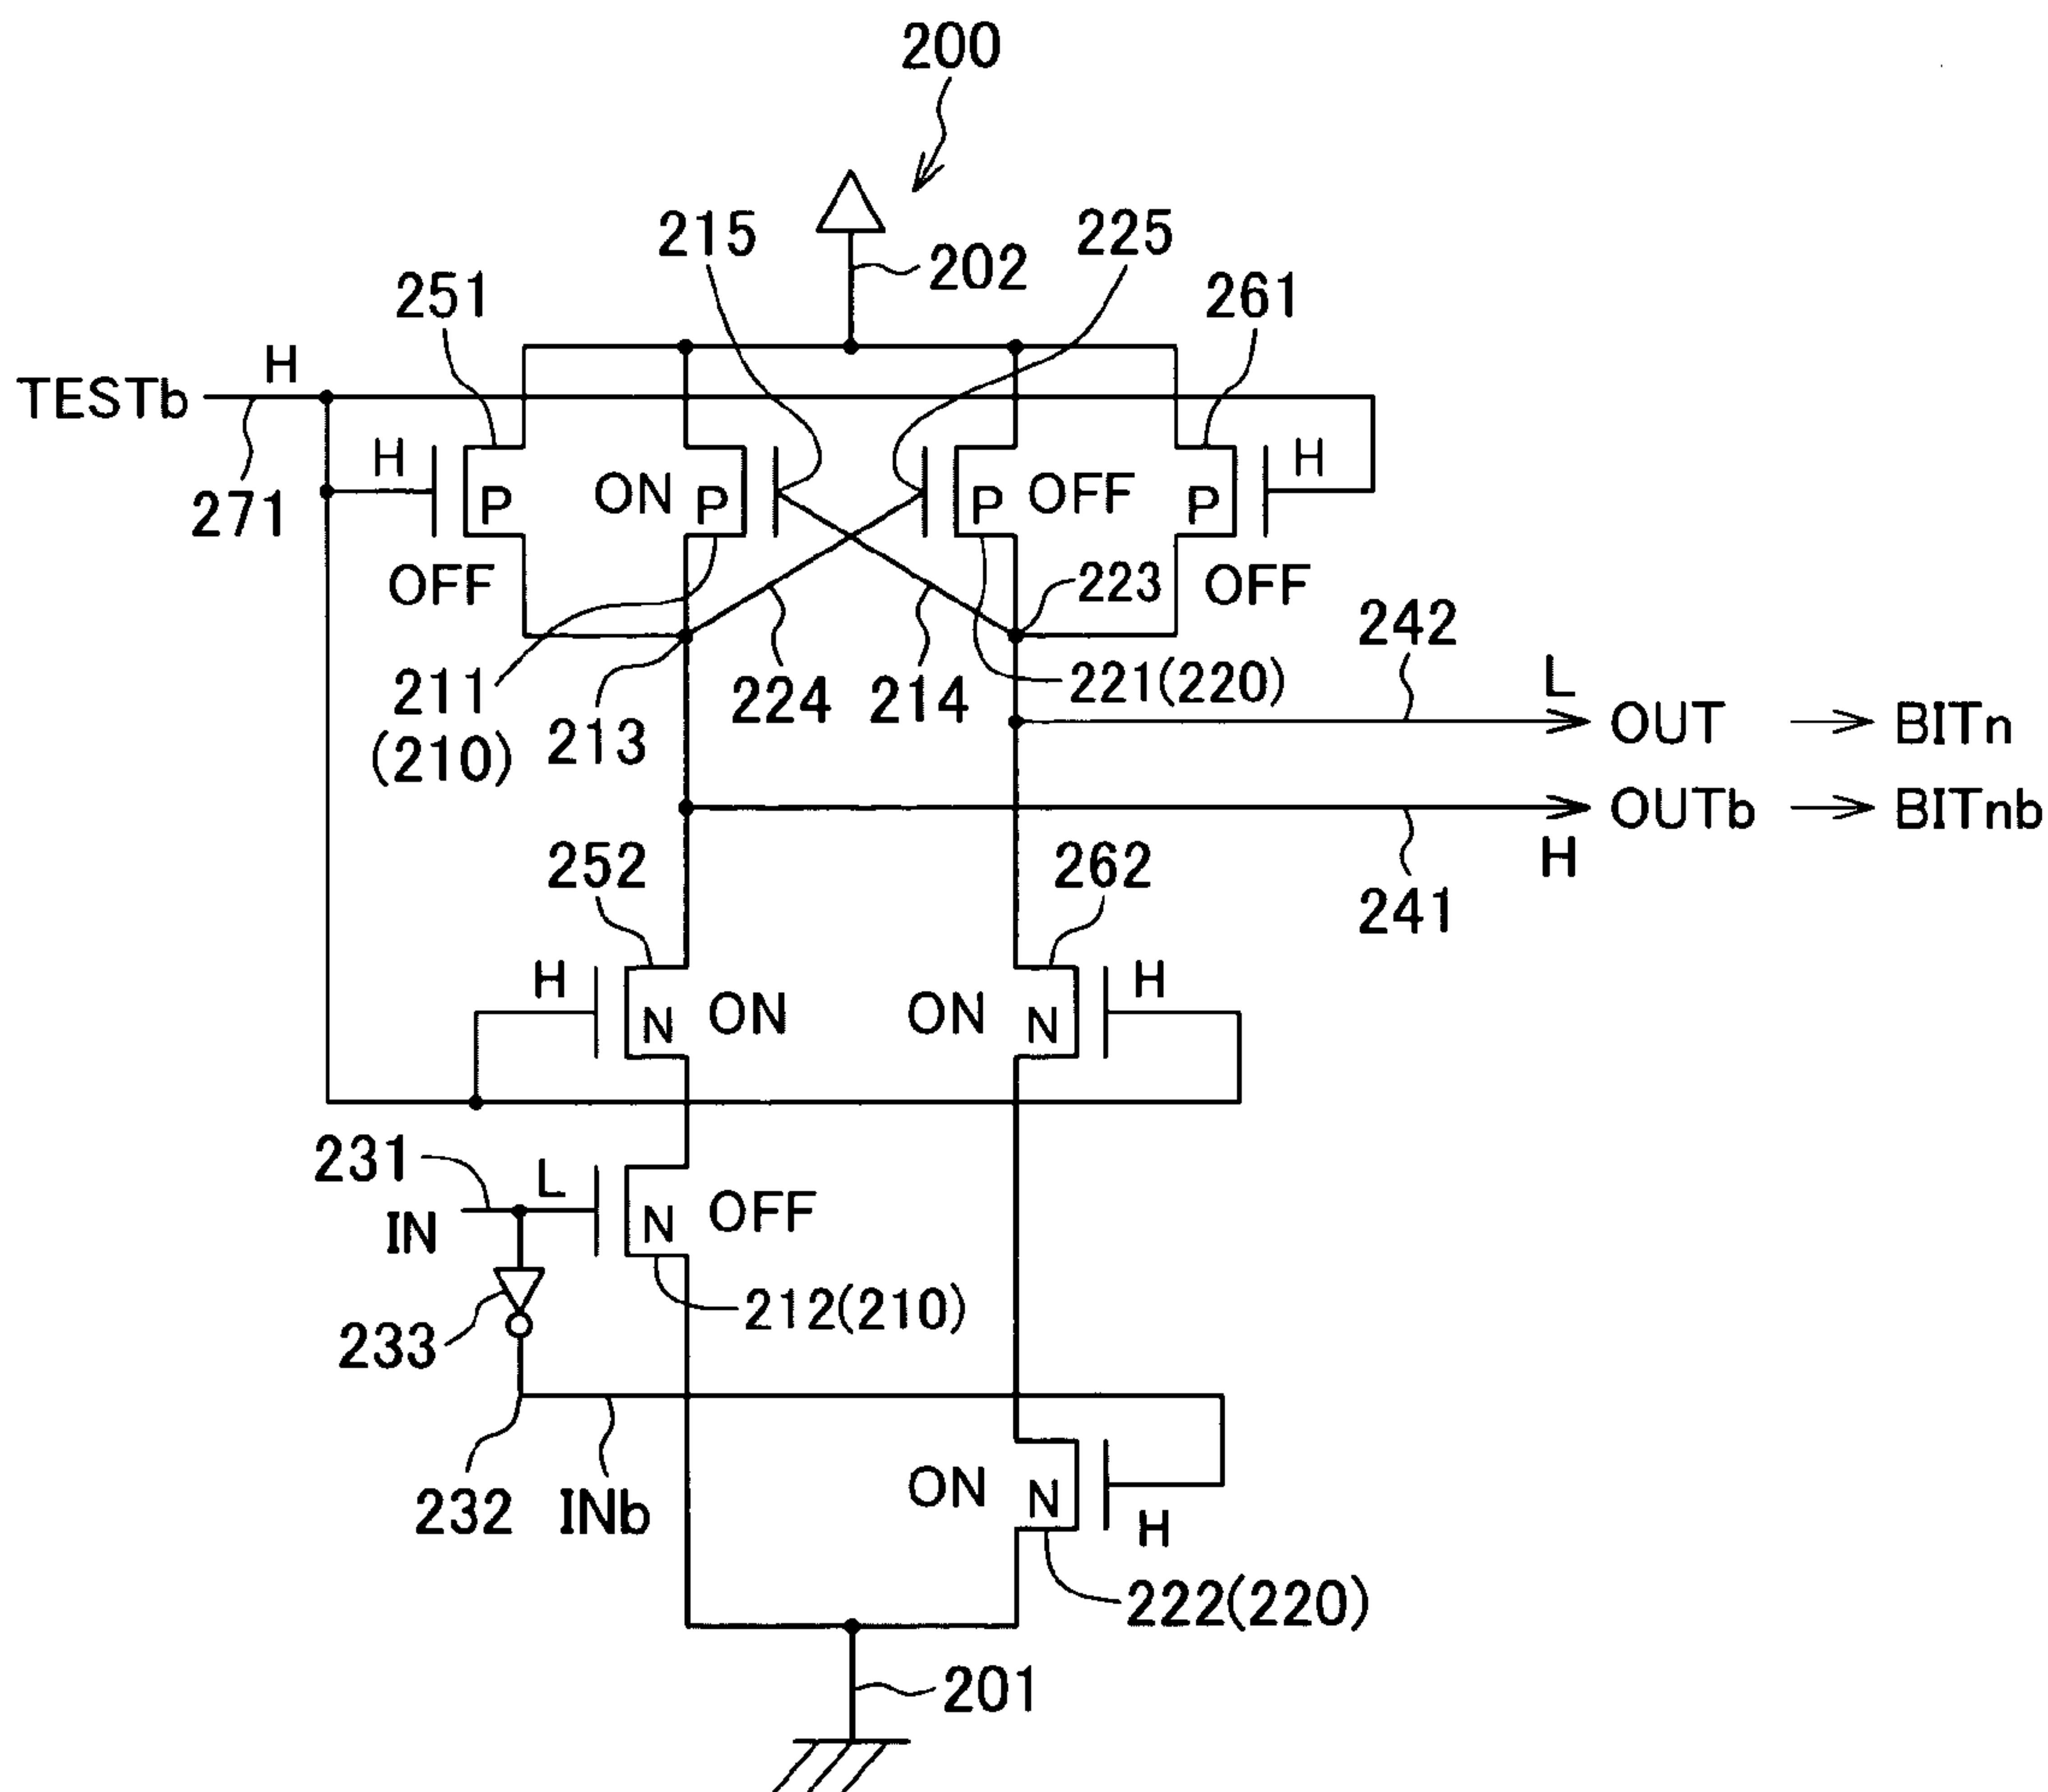 200
215
225
202
251
261
H
TESTb
H
ON
P
P
P
OFF
P
H
271
OFF
223
OFF
242
211
(210)
213
224
214
221(220)
L
OUT
BITn
OUTb
BITnb
252
262
H
241
H
N
ON
ON
N
H
231
L
IN
N
OFF
212(210)
233
232
INb
ON
N
H
222(220)
201